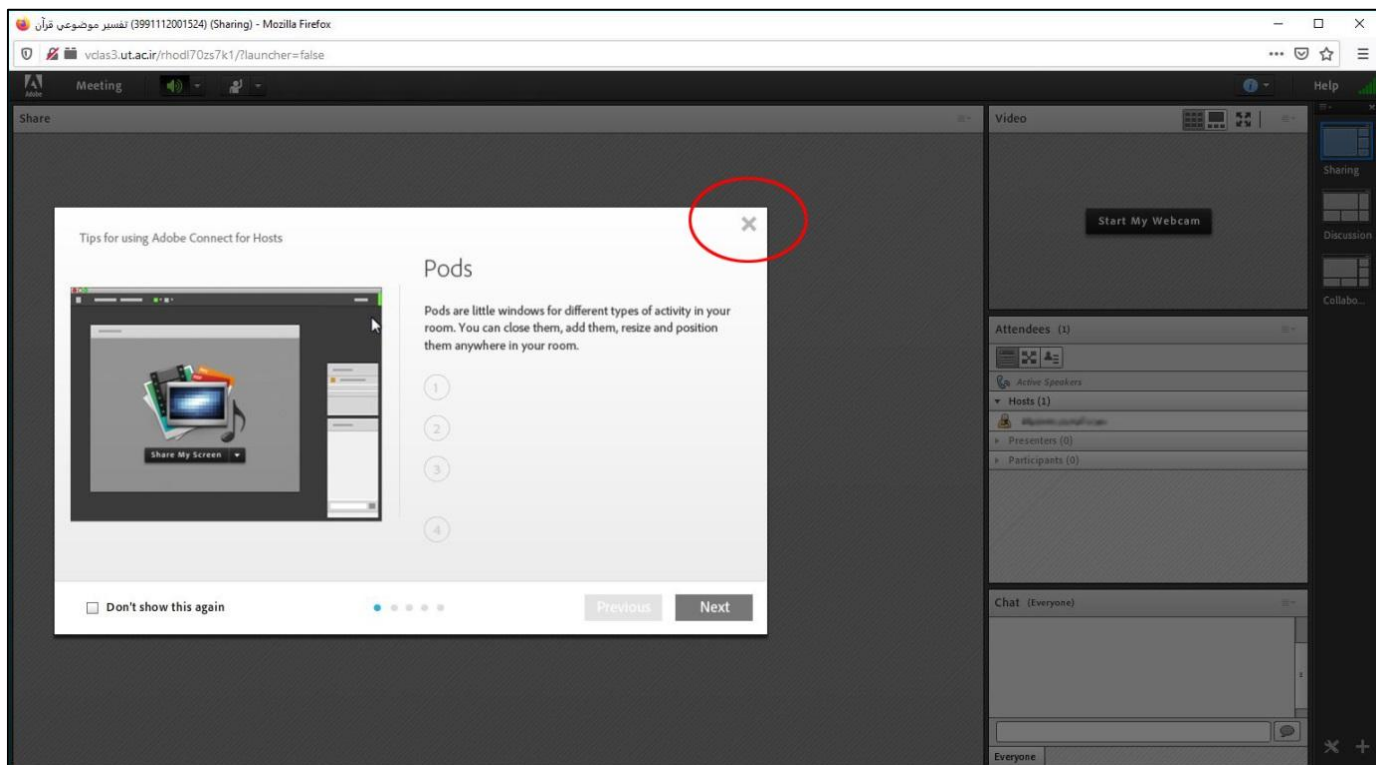 تفسير موضوعي قرآن (3991112001524) (Sharing) - Mozilla Firefox
vclas3.ut.ac.ir/rhodl70zs7k1/?launcher=false
Adobe
Meeting
Help
Share
Video
Sharing
Start My Webcam
Discussion
Collabo...
Tips for using Adobe Connect for Hosts
Pods
Pods are little windows for different types of activity in your
room. You can close them, add them, resize and position
them anywhere in your room.
1
2
3
4
Share My Screen
Don't show this again
Previous
Next
Attendees (1)
Active Speakers
Hosts (1)
Presenters (0)
Participants (0)
Chat (Everyone)
Everyone